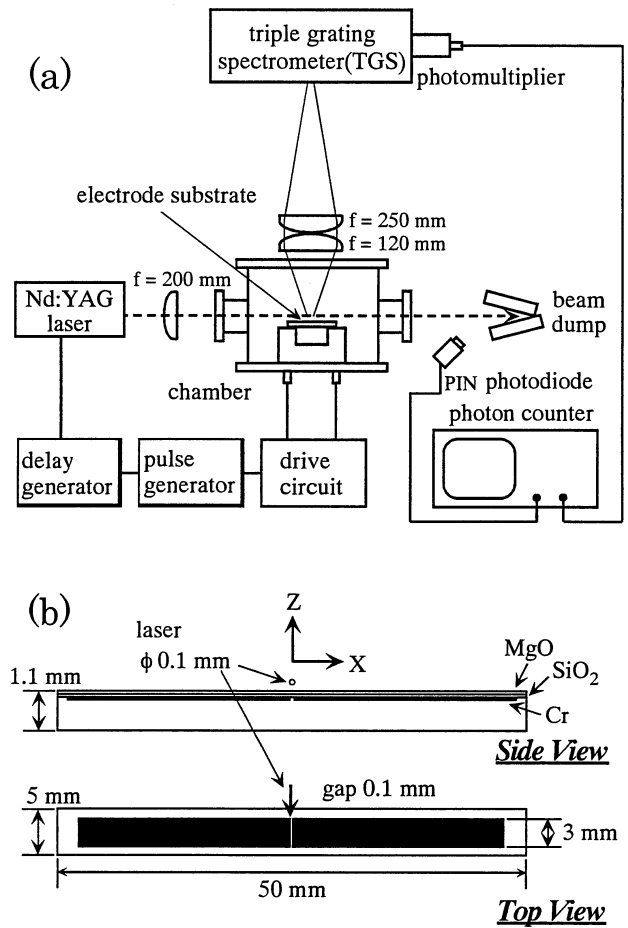 (a)
triple grating
spectrometer(TGS)
photomultiplier
electrode substrate
f = 250 mm
f = 120 mm
f = 200 mm
Nd:YAG
laser
beam
dump
chamber
PIN photodiode
photon counter
delay
generator
pulse
generator
drive
circuit
(b)
Z
X
laser
ϕ 0.1 mm
1.1 mm
MgO
SiO₂
Cr
Side View
5 mm
gap 0.1 mm
3 mm
50 mm
Top View